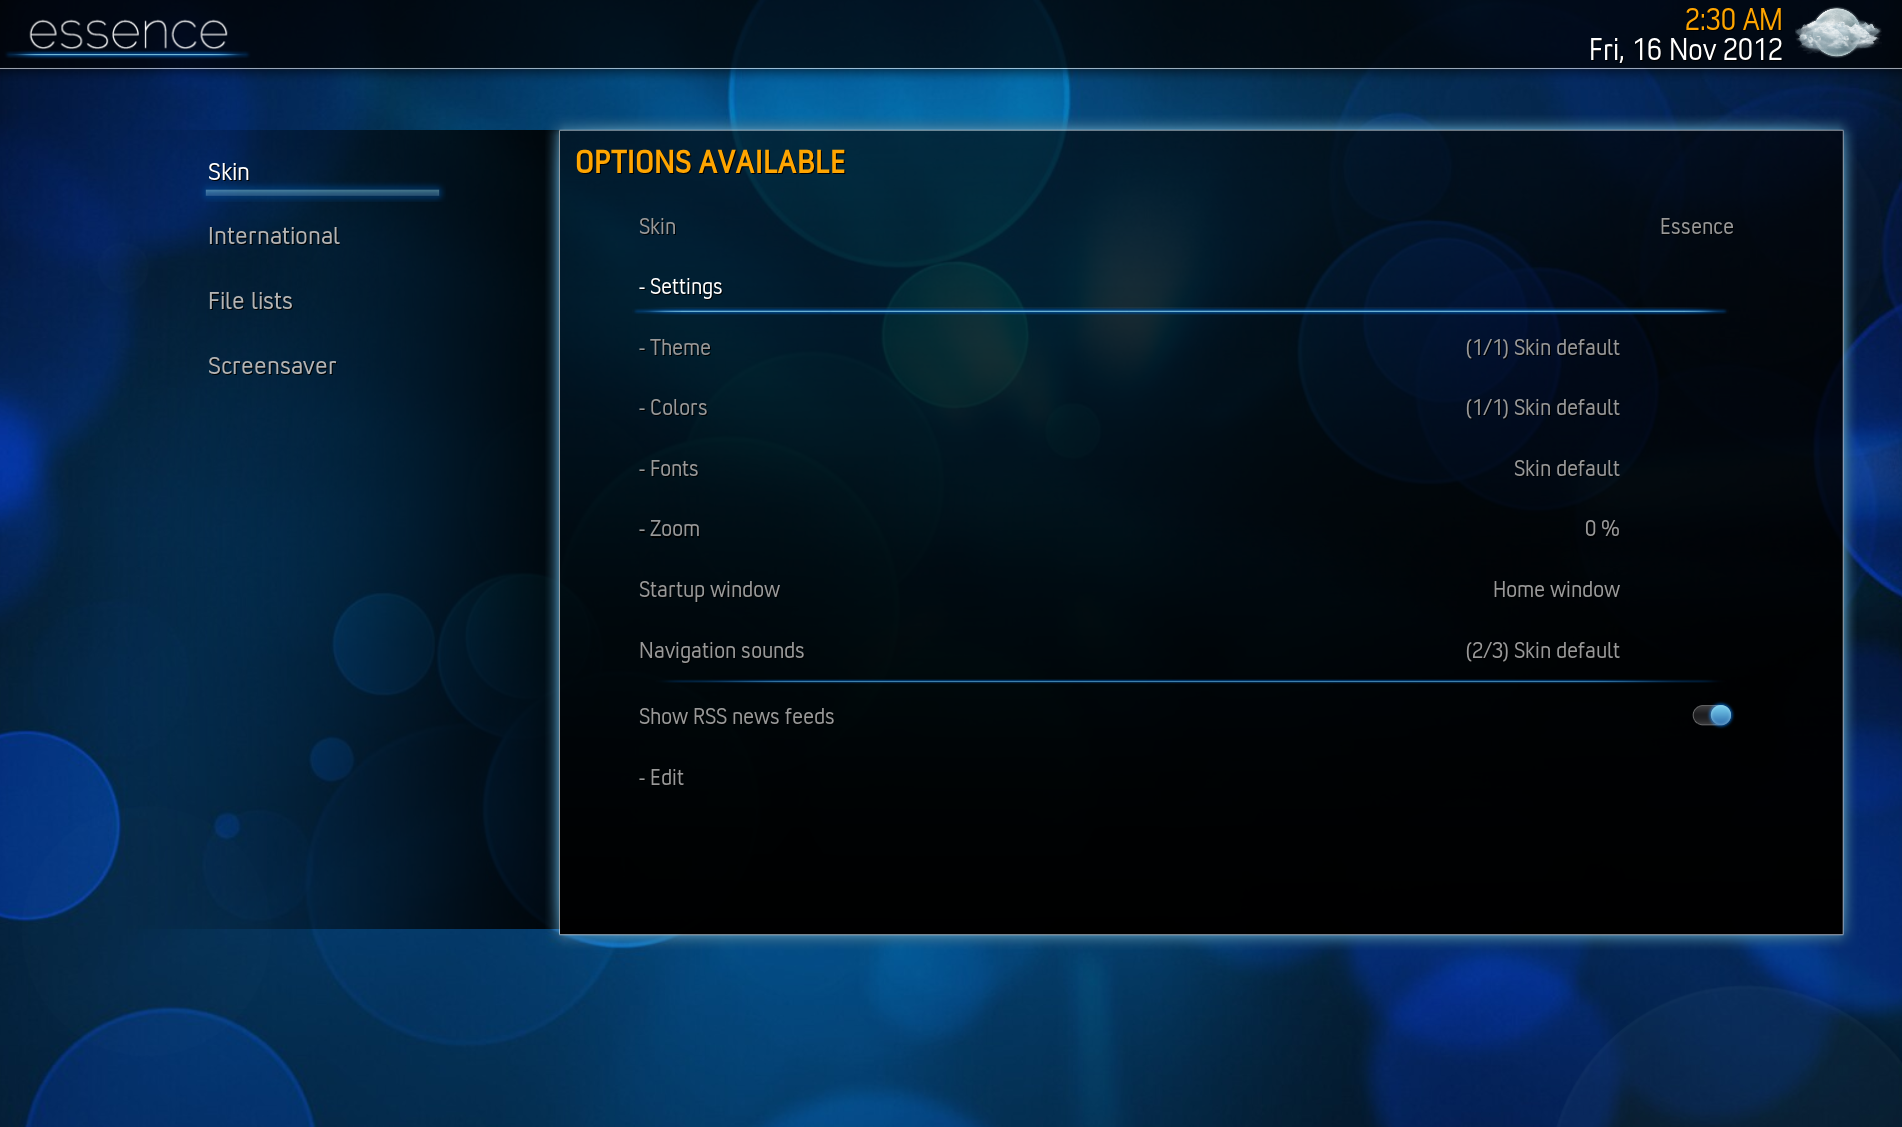 essence
2:30 AM
Fri, 16 Nov 2012
Skin
International
File lists
Screensaver
OPTIONS AVAILABLE
Skin Essence
- Settings
- Theme (1/1) Skin default
- Colors (1/1) Skin default
- Fonts Skin default
- Zoom 0 %
Startup window Home window
Navigation sounds (2/3) Skin default
Show RSS news feeds
- Edit